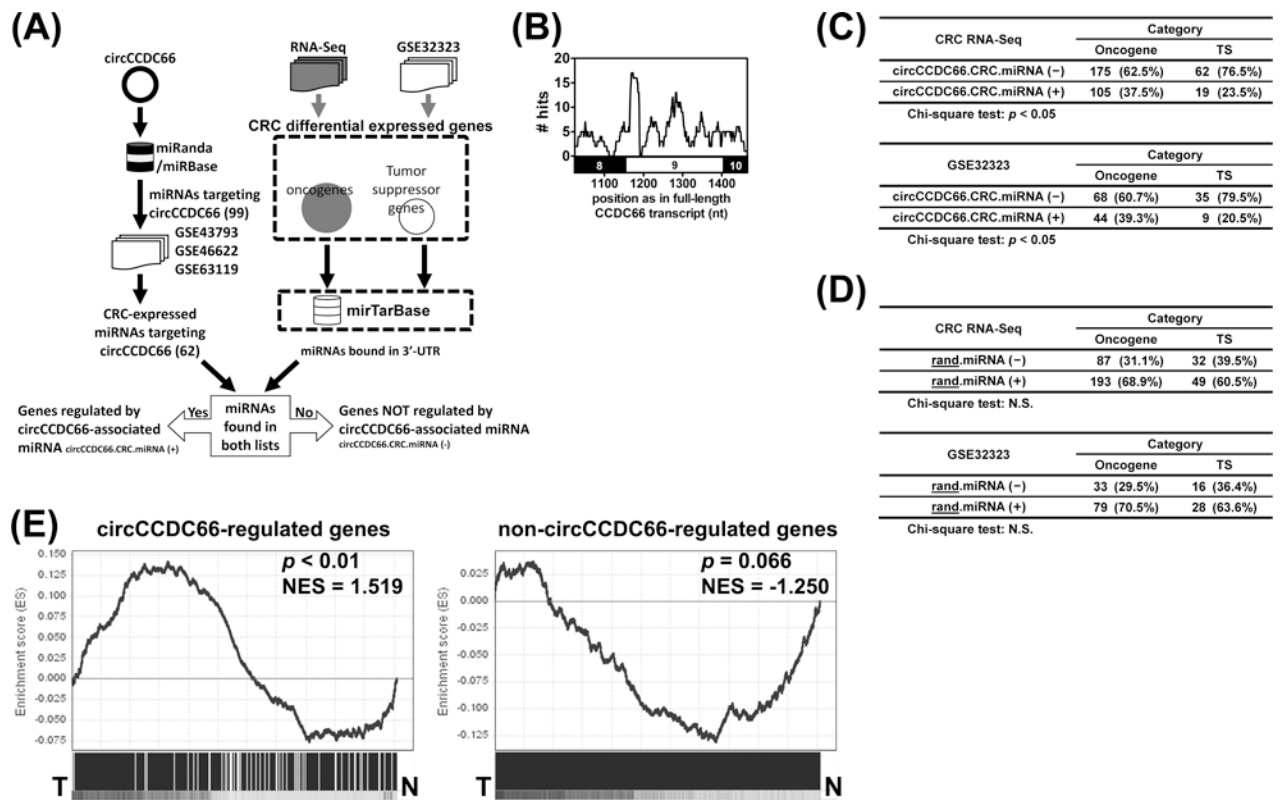 (A)
circCCDC66
miRanda
/miRBase
miRNAs targeting
circCCDC66 (99)
GSE43793
GSE46622
GSE63119
CRC-expressed
miRNAs targeting
circCCDC66 (62)
RNA-Seq
GSE32323
CRC differential expressed genes
oncogenes
Tumor
suppressor
genes
mirTarBase
miRNAs bound in 3'-UTR
Genes regulated by
circCCDC66-associated
miRNA circCCDC66.CRC.miRNA (+)
Yes
miRNAs
found in
both lists
No
Genes NOT regulated by
circCCDC66-associated miRNA
circCCDC66.CRC.miRNA (-)
(B)
# hits
20
15
10
5
0
8 9 10
1100 1200 1300 1400
position as in full-length
CCDC66 transcript (nt)
(C)
CRC RNA-Seq
Category
Oncogene TS
circCCDC66.CRC.miRNA (−) 175 (62.5%) 62 (76.5%)
circCCDC66.CRC.miRNA (+) 105 (37.5%) 19 (23.5%)
Chi-square test: p < 0.05
GSE32323
Category
Oncogene TS
circCCDC66.CRC.miRNA (−) 68 (60.7%) 35 (79.5%)
circCCDC66.CRC.miRNA (+) 44 (39.3%) 9 (20.5%)
Chi-square test: p < 0.05
(D)
CRC RNA-Seq
Category
Oncogene TS
rand.miRNA (−) 87 (31.1%) 32 (39.5%)
rand.miRNA (+) 193 (68.9%) 49 (60.5%)
Chi-square test: N.S.
GSE32323
Category
Oncogene TS
rand.miRNA (−) 33 (29.5%) 16 (36.4%)
rand.miRNA (+) 79 (70.5%) 28 (63.6%)
Chi-square test: N.S.
(E)
circCCDC66-regulated genes
p < 0.01
NES = 1.519
Enrichment score (ES)
0.150
0.125
0.100
0.075
0.050
0.025
0.000
-0.025
-0.050
-0.075
T N
non-circCCDC66-regulated genes
p = 0.066
NES = -1.250
Enrichment score (ES)
0.025
0.000
-0.025
-0.050
-0.075
-0.100
-0.125
T N